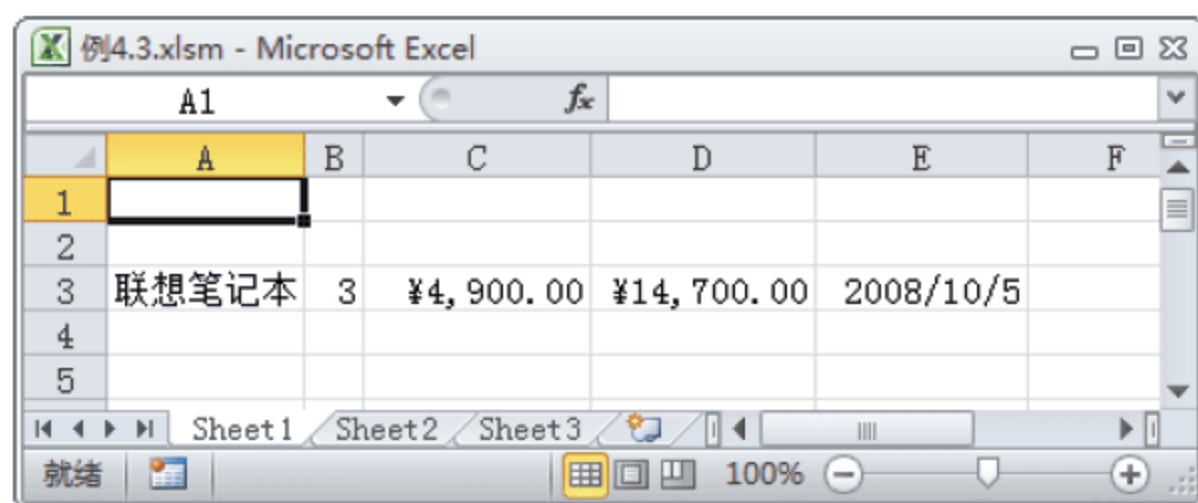 例4.3.xlsm - Microsoft Excel
A1 fx
A B C D E F
1
2
3 联想笔记本 3 ¥4,900.00 ¥14,700.00 2008/10/5
4
5
Sheet1 Sheet2 Sheet3
就绪 100%